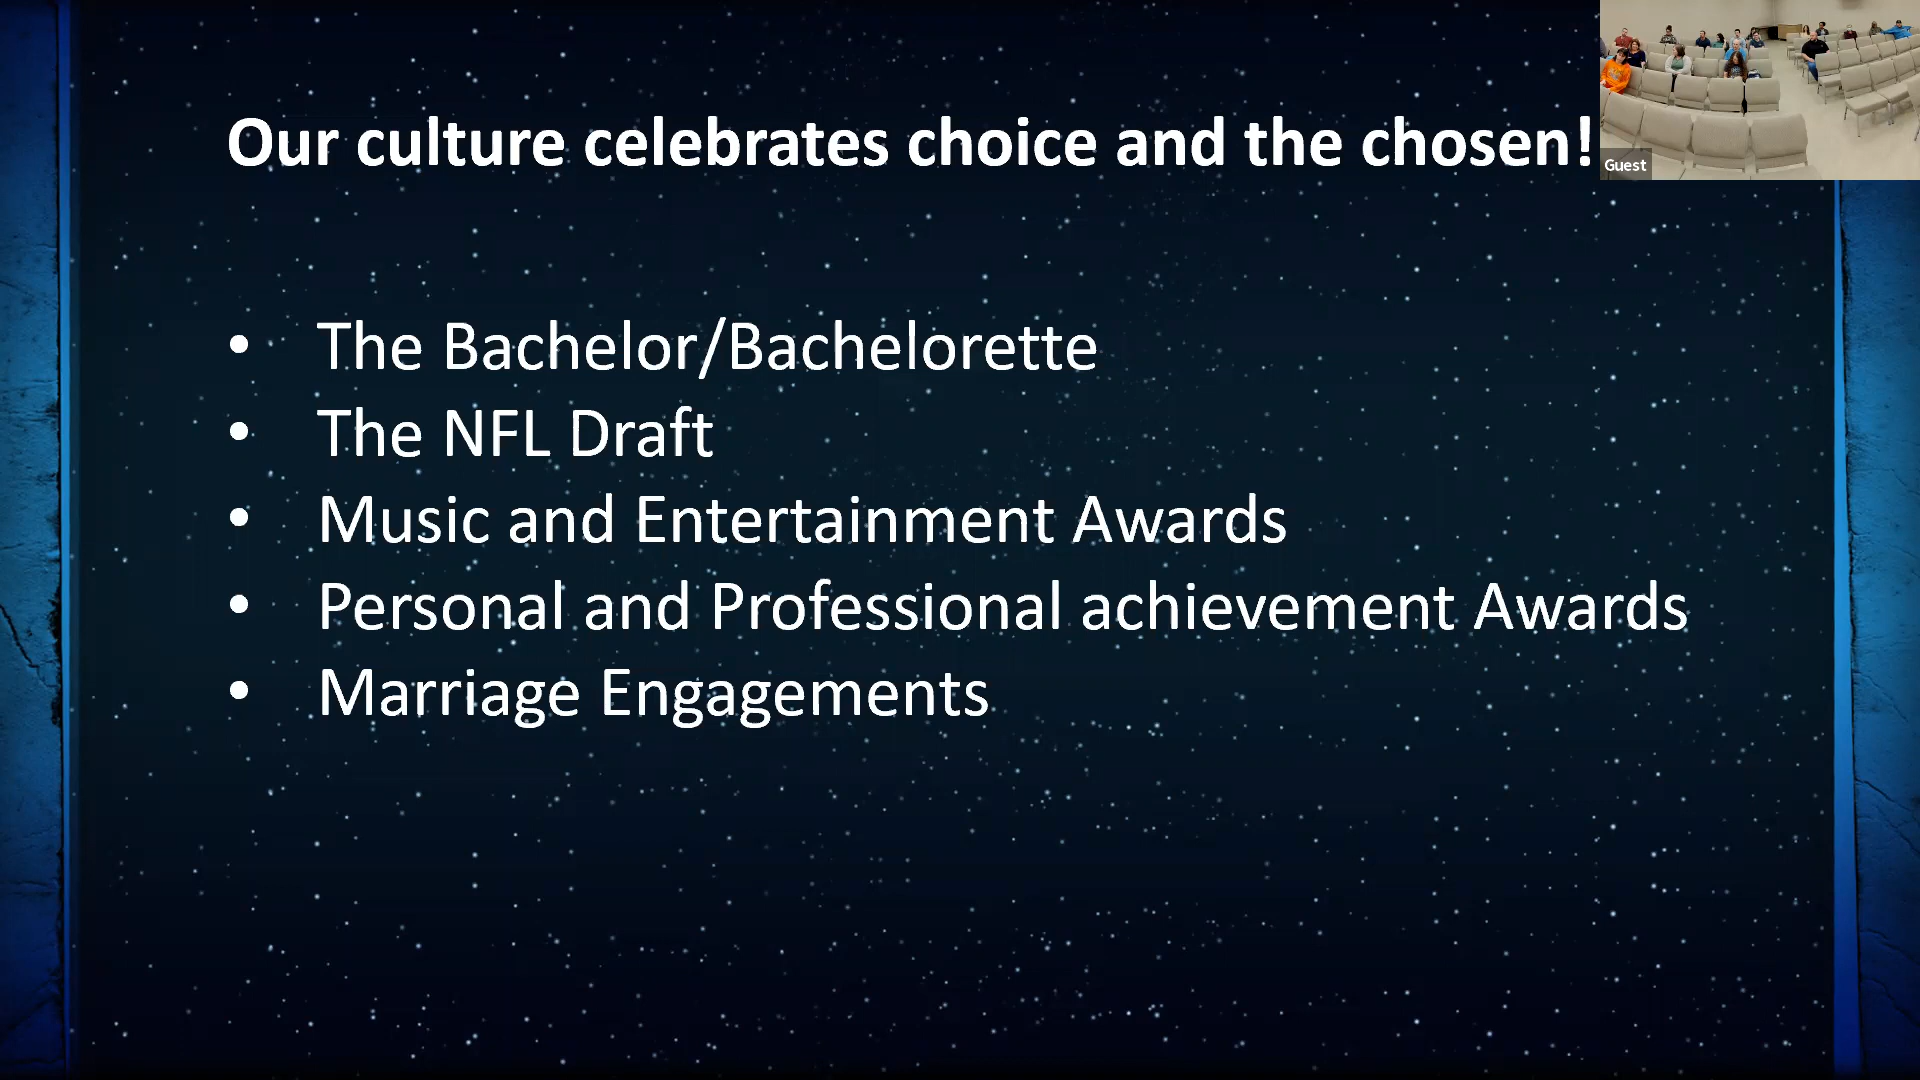 Our culture celebrates choice and the chosen!
Guest
• The Bachelor/Bachelorette
• The NFL Draft
• Music and Entertainment Awards
• Personal and Professional achievement Awards
• Marriage Engagements